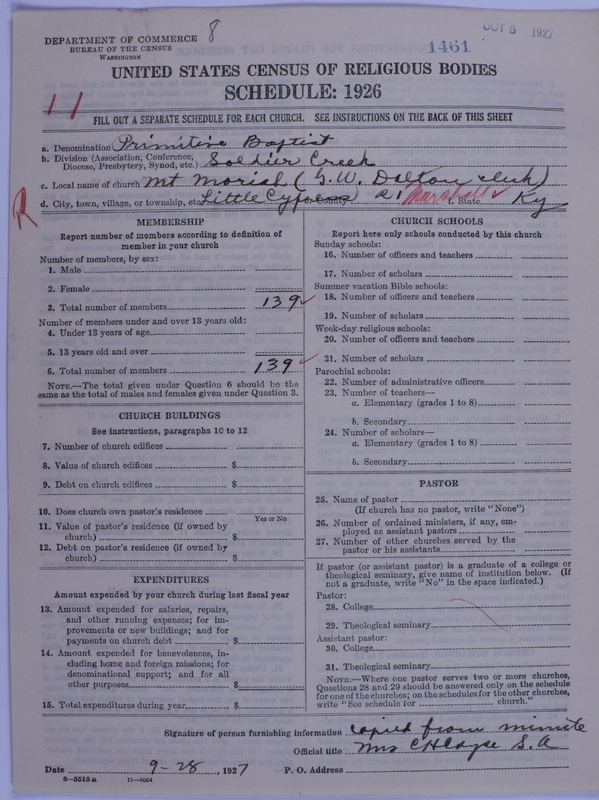 DEPARTMENT OF COMMERCE 8
BUREAU OF THE CENSUS
WASHINGTON
OCT 5 1927
1461
UNITED STATES CENSUS OF RELIGIOUS BODIES
SCHEDULE: 1926
11
FILL OUT A SEPARATE SCHEDULE FOR EACH CHURCH. SEE INSTRUCTIONS ON THE BACK OF THIS SHEET
a. Denomination Primitive Baptist
b. Division (Association, Conference, Diocese, Presbytery, Synod, etc.) Soldier Creek
c. Local name of church Mt Moriah (G. W. Dalton clerk)
d. City, town, village, or township, etc. Little Cypress R1 Marshall f. State Ky
R
MEMBERSHIP
Report number of members according to definition of
member in your church
Number of members, by sex:
1. Male
2. Female
3. Total number of members 139
Number of members under and over 13 years old:
4. Under 13 years of age
5. 13 years old and over
6. Total number of members 139
NOTE.—The total given under Question 6 should be the
same as the total of males and females given under Question 3.
CHURCH BUILDINGS
See instructions, paragraphs 10 to 12
7. Number of church edifices
8. Value of church edifices $
9. Debt on church edifices $
10. Does church own pastor's residence
Yes or No
11. Value of pastor's residence (if owned by
church) $
12. Debt on pastor's residence (if owned by
church) $
EXPENDITURES
Amount expended by your church during last fiscal year
13. Amount expended for salaries, repairs,
and other running expenses; for im-
provements or new buildings; and for
payments on church debt $
14. Amount expended for benevolences, in-
cluding home and foreign missions; for
denominational support; and for all
other purposes $
15. Total expenditures during year $
CHURCH SCHOOLS
Report here only schools conducted by this church
Sunday schools:
16. Number of officers and teachers
17. Number of scholars
Summer vacation Bible schools:
18. Number of officers and teachers
19. Number of scholars
Week-day religious schools:
20. Number of officers and teachers
21. Number of scholars
Parochial schools:
22. Number of administrative officers
23. Number of teachers—
a. Elementary (grades 1 to 8)
b. Secondary
24. Number of scholars—
a. Elementary (grades 1 to 8)
b. Secondary
PASTOR
25. Name of pastor
(If church has no pastor, write "None")
26. Number of ordained ministers, if any, em-
ployed as assistant pastors
27. Number of other churches served by the
pastor or his assistants
If pastor (or assistant pastor) is a graduate of a college or
theological seminary, give name of institution below. (If
not a graduate, write "No" in the space indicated.)
Pastor:
28. College
29. Theological seminary
Assistant pastor:
30. College
31. Theological seminary
NOTE.—Where one pastor serves two or more churches,
Questions 28 and 29 should be answered only on the schedule
for one of the churches; on the schedules for the other churches,
write "See schedule for church."
Signature of person furnishing information copied from minute
Official title Mrs S. A
Date 9-28, 1927 P. O. Address
8—5518a 11—8054